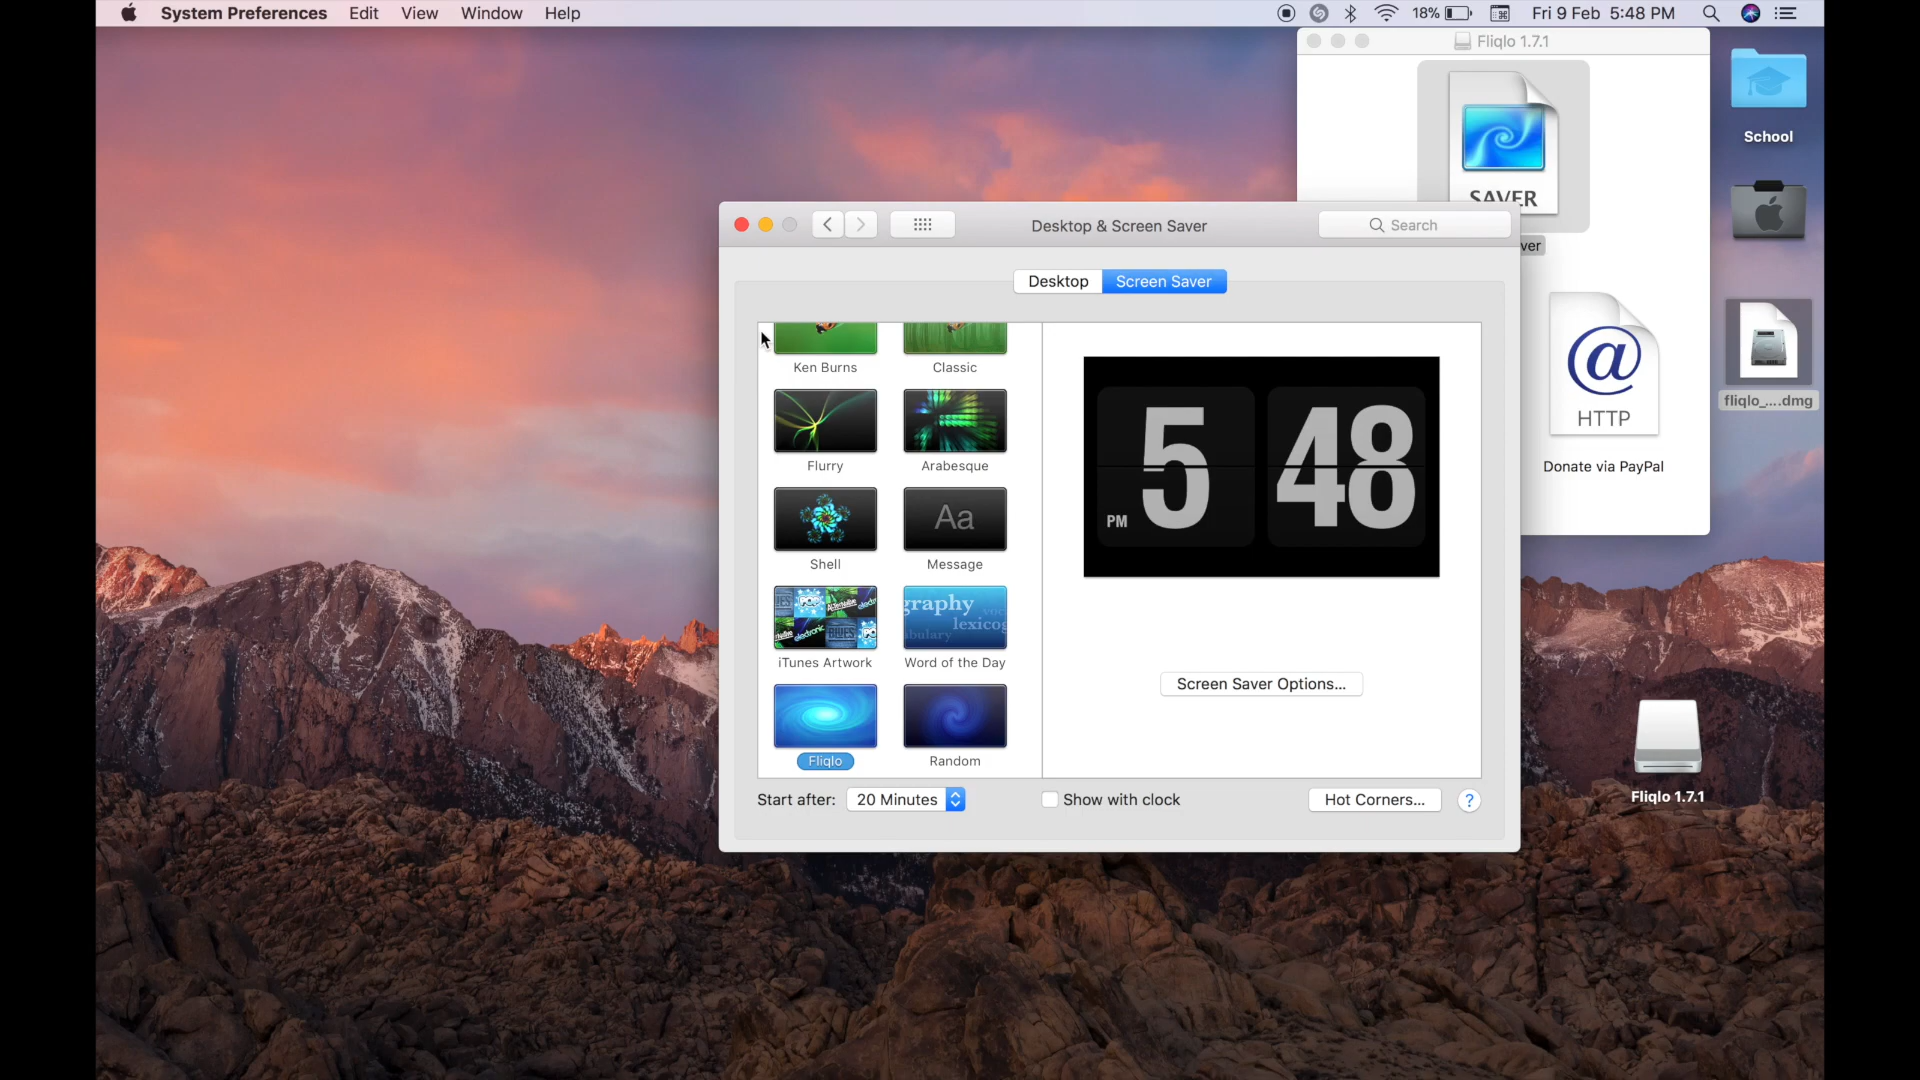 System Preferences Edit View Window Help 18% Fri 9 Feb 5:48 PM
Fliqlo 1.7.1
SAVER
ver
HTTP
Donate via PayPal
School
fliqlo_....dmg
Fliqlo 1.7.1
Desktop & Screen Saver
Search
Desktop Screen Saver
Ken Burns Classic
Flurry Arabesque
Aa
Shell Message
graphy
lexico
iTunes Artwork Word of the Day
Fliqlo Random
5 48
PM
Screen Saver Options...
Start after: 20 Minutes Show with clock Hot Corners... ?